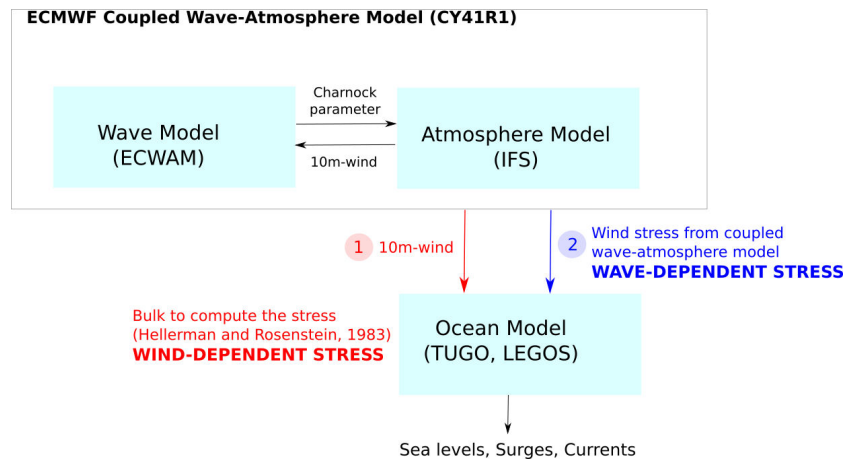 ECMWF Coupled Wave-Atmosphere Model (CY41R1)
Charnock
parameter
Wave Model
(ECWAM)
Atmosphere Model
(IFS)
10m-wind
1 10m-wind
2 Wind stress from coupled
wave-atmosphere model
WAVE-DEPENDENT STRESS
Bulk to compute the stress
(Hellerman and Rosenstein, 1983)
WIND-DEPENDENT STRESS
Ocean Model
(TUGO, LEGOS)
Sea levels, Surges, Currents